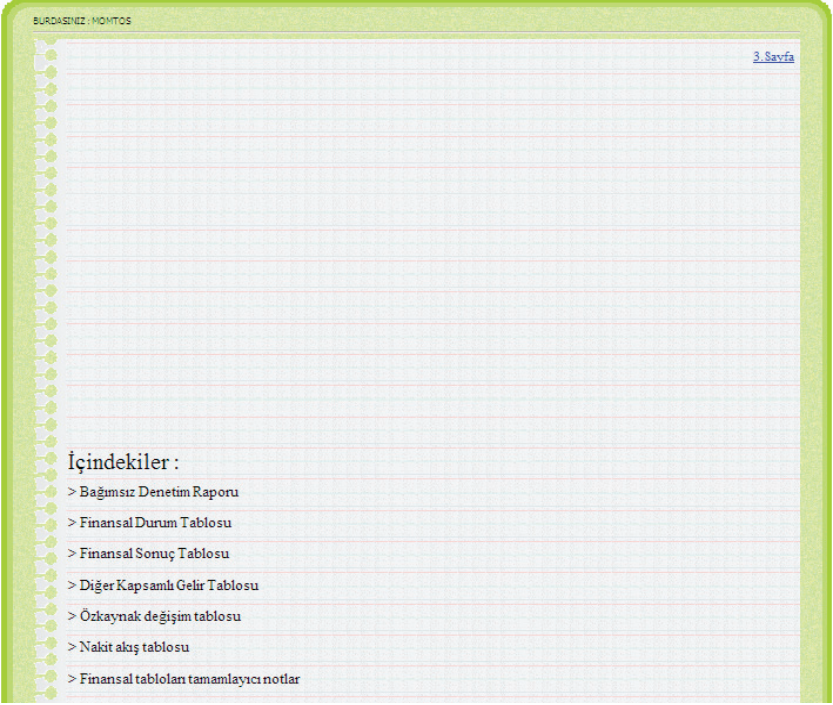 BURDASINIZ : MOMTOS
3.Sayfa
İçindekiler :
> Bağımsız Denetim Raporu
> Finansal Durum Tablosu
> Finansal Sonuç Tablosu
> Diğer Kapsamlı Gelir Tablosu
> Özkaynak değişim tablosu
> Nakit akış tablosu
> Finansal tabloları tamamlayıcı notlar